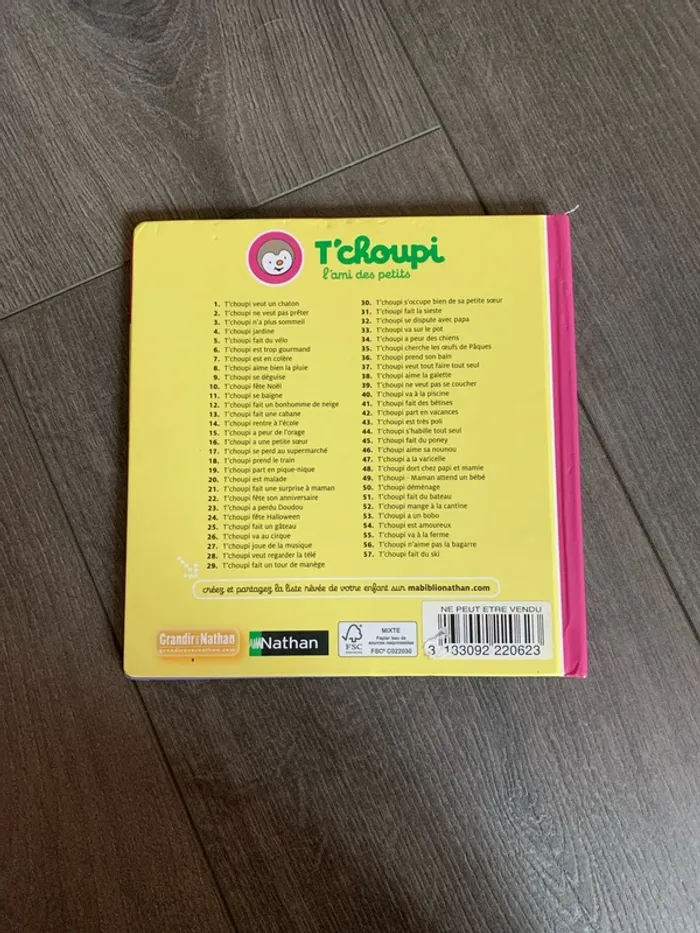 T'choupi
l'ami des petits
1. T'choupi veut un chaton
2. T'choupi ne veut pas prêter
3. T'choupi n'a plus sommeil
4. T'choupi jardine
5. T'choupi fait du vélo
6. T'choupi est trop gourmand
7. T'choupi est en colère
8. T'choupi aime bien la pluie
9. T'choupi se déguise
10. T'choupi fête Noël
11. T'choupi se baigne
12. T'choupi fait un bonhomme de neige
13. T'choupi fait une cabane
14. T'choupi rentre à l'école
15. T'choupi a peur de l'orage
16. T'choupi a une petite sœur
17. T'choupi se perd au supermarché
18. T'choupi prend le train
19. T'choupi part en pique-nique
20. T'choupi est malade
21. T'choupi fait une surprise à maman
22. T'choupi fête son anniversaire
23. T'choupi a perdu Doudou
24. T'choupi fête Halloween
25. T'choupi fait un gâteau
26. T'choupi va au cirque
27. T'choupi joue de la musique
28. T'choupi veut regarder la télé
29. T'choupi fait un tour de manège
30. T'choupi s'occupe bien de sa petite sœur
31. T'choupi fait la sieste
32. T'choupi se dispute avec papa
33. T'choupi va sur le pot
34. T'choupi a peur des chiens
35. T'choupi cherche les œufs de Pâques
36. T'choupi prend son bain
37. T'choupi veut tout faire tout seul
38. T'choupi aime la galette
39. T'choupi ne veut pas se coucher
40. T'choupi va à la piscine
41. T'choupi fait des bêtises
42. T'choupi part en vacances
43. T'choupi est très poli
44. T'choupi s'habille tout seul
45. T'choupi fait du poney
46. T'choupi aime sa nounou
47. T'choupi a la varicelle
48. T'choupi dort chez papi et mamie
49. T'choupi - Maman attend un bébé
50. T'choupi déménage
51. T'choupi fait du bateau
52. T'choupi mange à la cantine
53. T'choupi a un bobo
54. T'choupi est amoureux
55. T'choupi va à la ferme
56. T'choupi n'aime pas la bagarre
57. T'choupi fait du ski
créez et partagez la liste rêvée de votre enfant sur mabiblionathan.com
Grandir avec Nathan
grandiravecnathan.com
Nathan
FSC
MIXTE
Papier issu de
sources responsables
FSC® C022030
NE PEUT ETRE VENDU
3 133092 220623